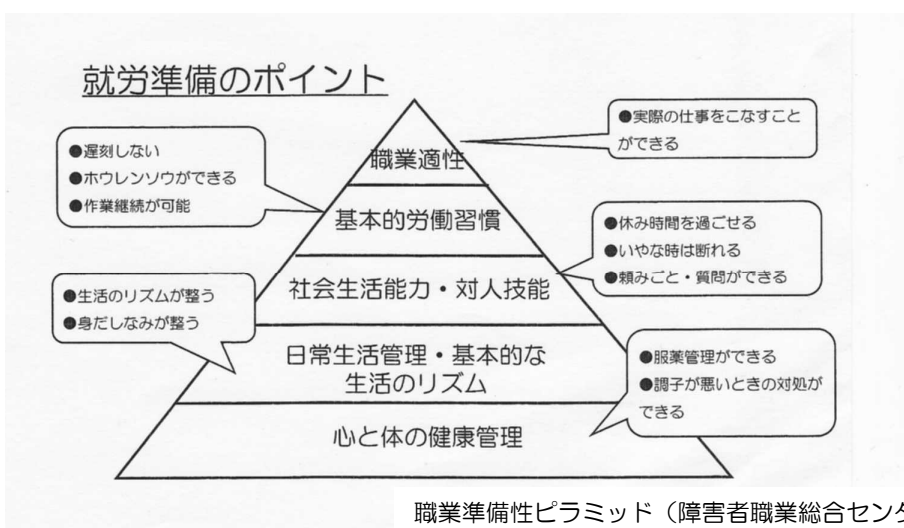 就労準備のポイント
●実際の仕事をこなすこと
ができる
●遅刻しない
●ホウレンソウができる
●作業継続が可能
職業適性
基本的労働習慣
●休み時間を過ごせる
●いやな時は断れる
●頼みごと・質問ができる
社会生活能力・対人技能
●生活のリズムが整う
●身だしなみが整う
日常生活管理・基本的な
生活のリズム
●服薬管理ができる
●調子が悪いときの対処が
できる
心と体の健康管理
職業準備性ピラミッド（障害者職業総合セン